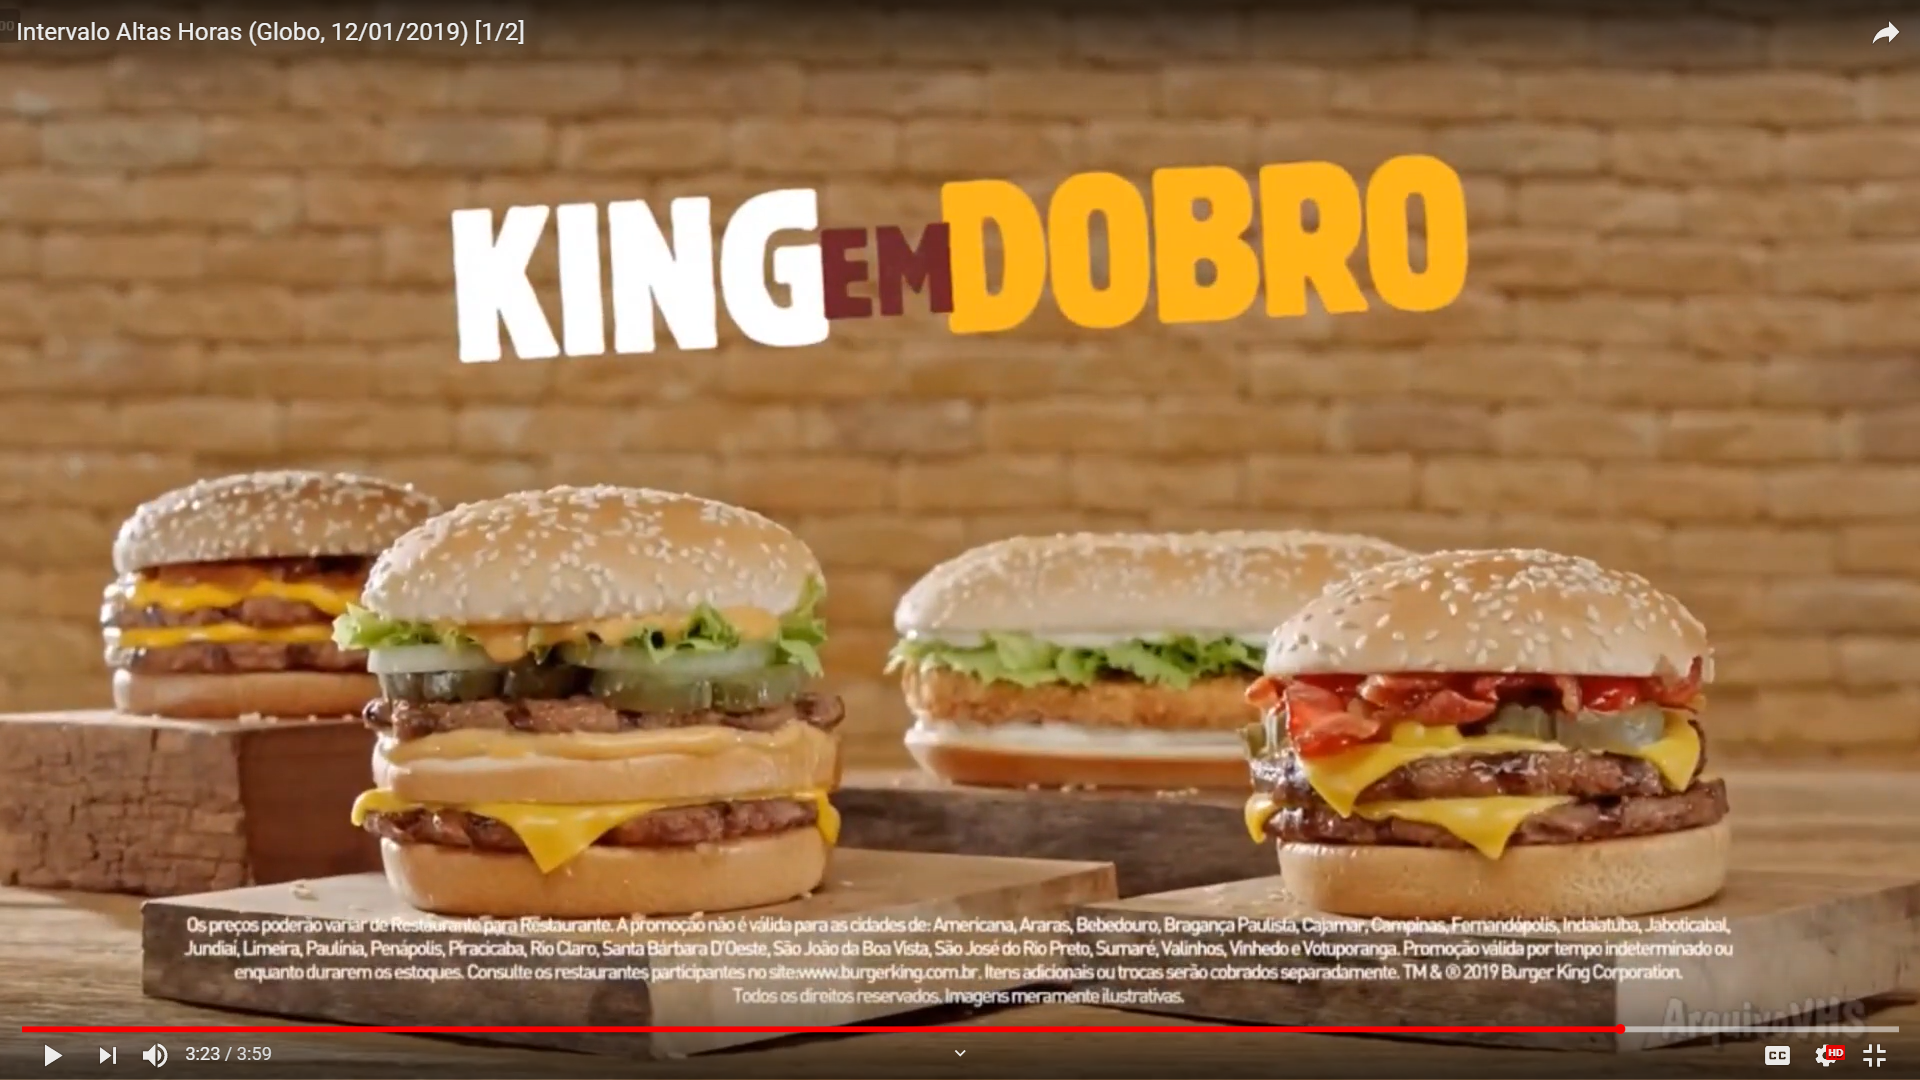 Intervalo Altas Horas (Globo, 12/01/2019) [1/2]
KING EM DOBRO
Os preços poderão variar de Restaurante para Restaurante. A promoção não é válida para as cidades de: Americana, Araras, Bebedouro, Bragança Paulista, Cajamar, Campinas, Fernandópolis, Indaiatuba, Jaboticabal,
Jundiaí, Limeira, Paulínia, Penápolis, Piracicaba, Rio Claro, Santa Bárbara D'Oeste, São João da Boa Vista, São José do Rio Preto, Sumaré, Valinhos, Vinhedo e Votuporanga. Promoção válida por tempo indeterminado ou
enquanto durarem os estoques. Consulte os restaurantes participantes no site:www.burgerking.com.br. Itens adicionais ou trocas serão cobrados separadamente. TM & ® 2019 Burger King Corporation.
Todos os direitos reservados. Imagens meramente ilustrativas.
ArquivoVHS
3:23 / 3:59
CC
HD